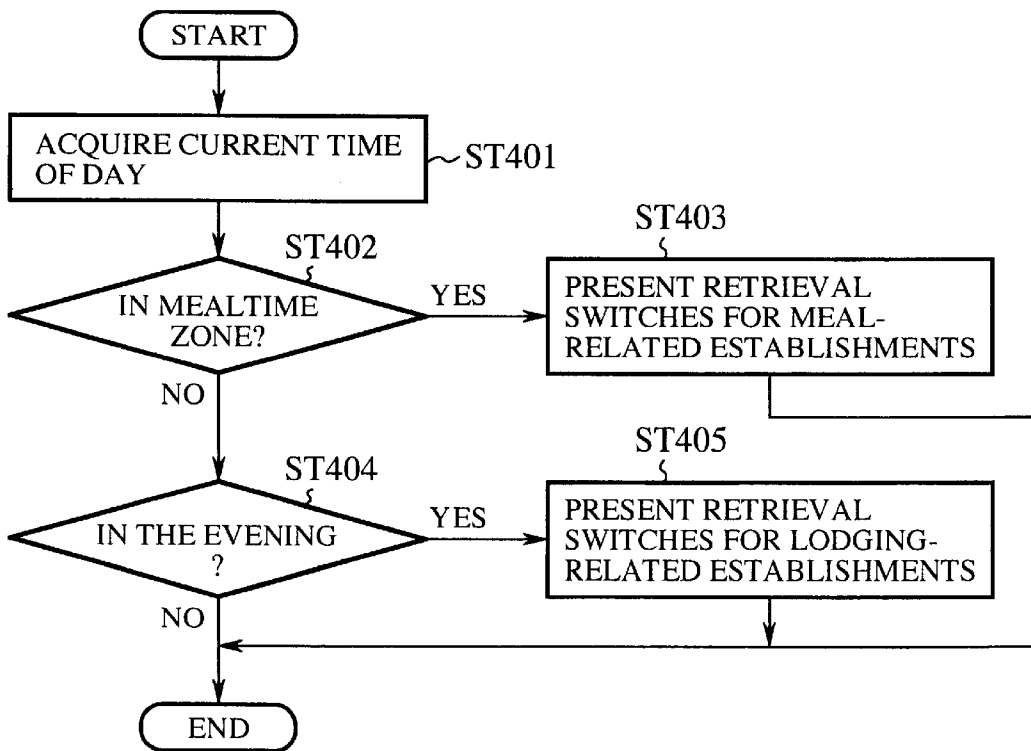 START
ACQUIRE CURRENT TIME
OF DAY
ST401
ST402
IN MEALTIME
ZONE?
YES
NO
ST403
PRESENT RETRIEVAL
SWITCHES FOR MEAL-
RELATED ESTABLISHMENTS
ST404
IN THE EVENING
?
YES
NO
ST405
PRESENT RETRIEVAL
SWITCHES FOR LODGING-
RELATED ESTABLISHMENTS
END